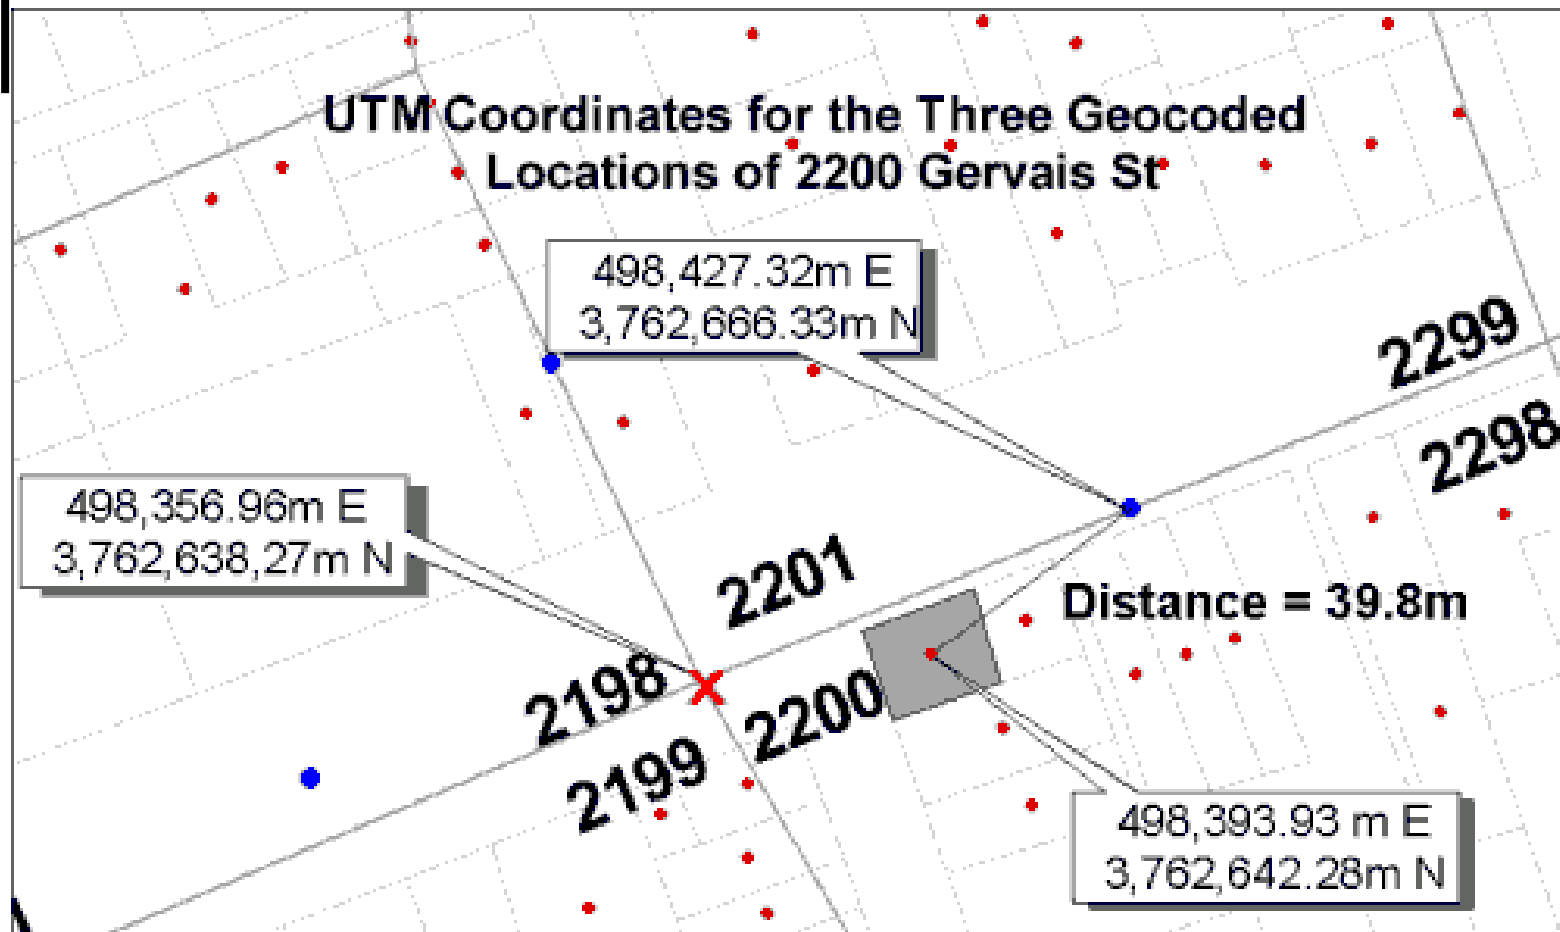 UTM Coordinates for the Three Geocoded
Locations of 2200 Gervais St
498,427.32m E
3,762,666.33m N
2299
2298
498,356.96m E
3,762,638,27m N
2201
Distance = 39.8m
2198
2200
2199
498,393.93 m E
3,762,642.28m N